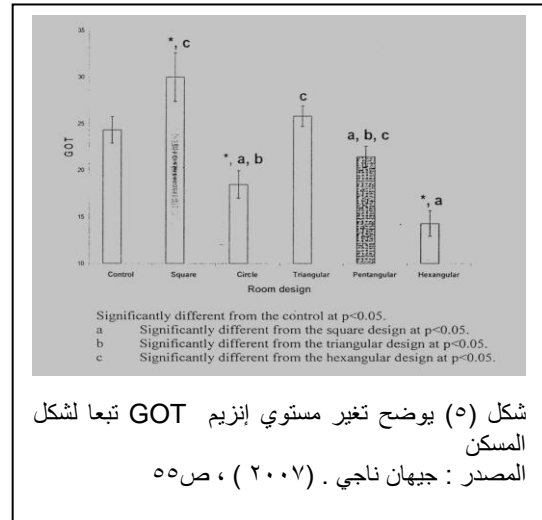 35
30
25
20
15
10
GOT
*, c
*, a, b
c
a, b, c
*, a
Control Square Circle Triangular Pentangular Hexangular
Room design
Significantly different from the control at p<0.05.
a Significantly different from the square design at p<0.05.
b Significantly different from the triangular design at p<0.05.
c Significantly different from the hexangular design at p<0.05.
شكل (٥) يوضح تغير مستوي إنزيم GOT تبعا لشكل
المسكن
المصدر : جيهان ناجي . (٢٠٠٧ ) ، ص٥٥